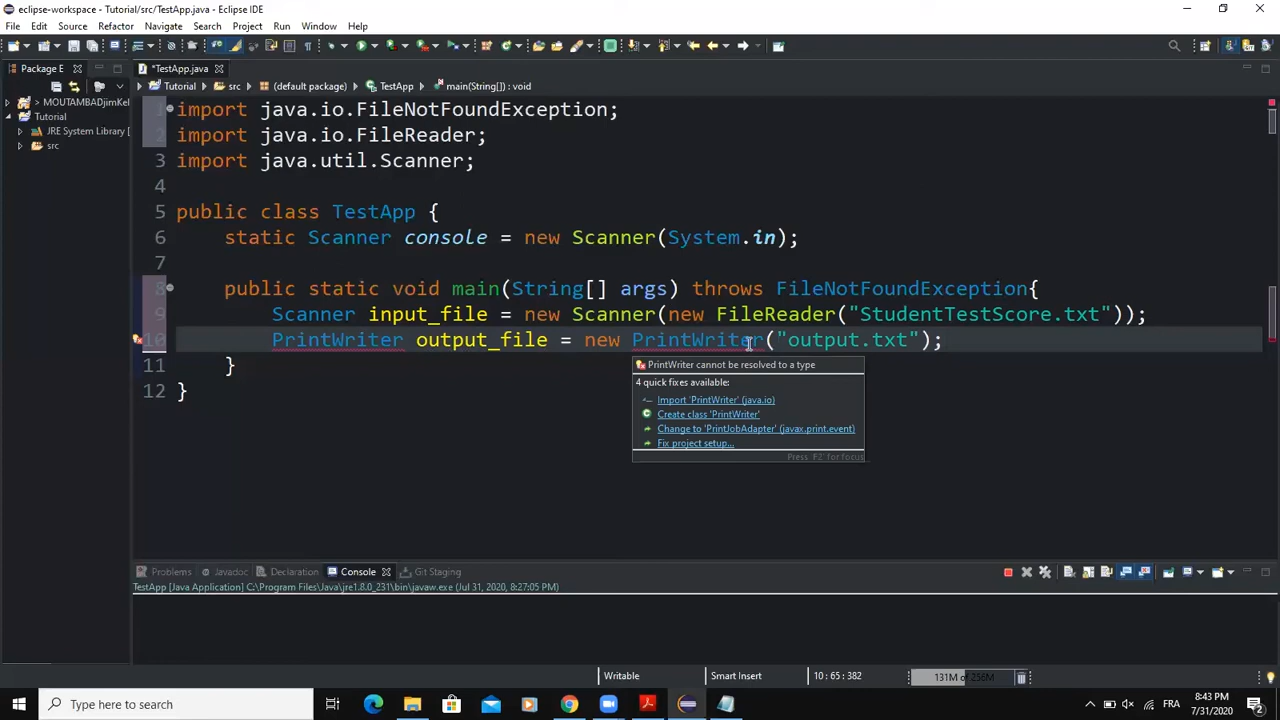 eclipse-workspace - Tutorial/src/TestApp.java - Eclipse IDE
File Edit Source Refactor Navigate Search Project Run Window Help
Package E
*TestApp.java
Tutorial src (default package) TestApp main(String[]) : void
> MOUTAMBADjimKel
Tutorial
JRE System Library [
src
1 import java.io.FileNotFoundException;
2 import java.io.FileReader;
3 import java.util.Scanner;
4
5 public class TestApp {
6 static Scanner console = new Scanner(System.in);
7
8 public static void main(String[] args) throws FileNotFoundException{
9 Scanner input_file = new Scanner(new FileReader("StudentTestScore.txt"));
10 PrintWriter output_file = new PrintWriter("output.txt");
11 }
12 }
PrintWriter cannot be resolved to a type
4 quick fixes available:
Import 'PrintWriter' (java.io)
Create class 'PrintWriter'
Change to 'PrintJobAdapter' (javax.print.event)
Fix project setup...
Press 'F2' for focus
Problems Javadoc Declaration Console Git Staging
TestApp [Java Application] C:\Program Files\Java\jre1.8.0_231\bin\javaw.exe (Jul 31, 2020, 8:27:05 PM)
Writable Smart Insert 10 : 65 : 382 131M of 256M
Type here to search
FRA
8:43 PM
7/31/2020
2